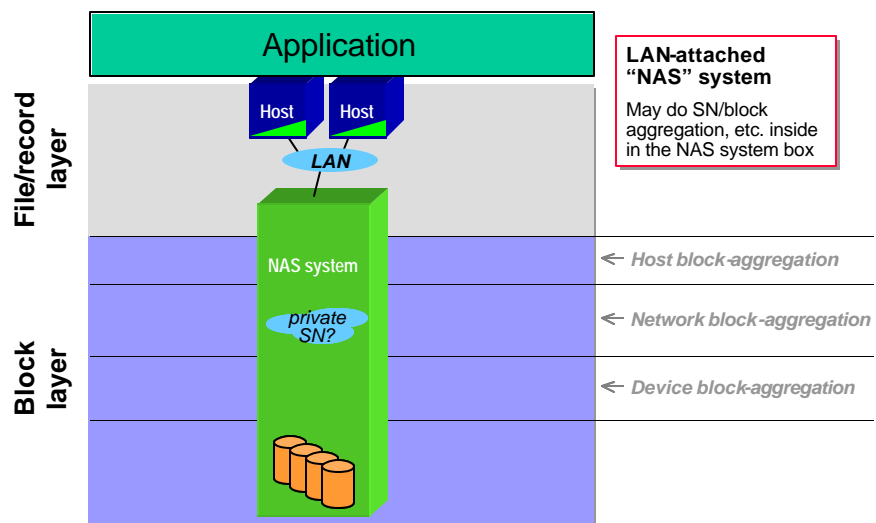 Application
LAN-attached
“NAS” system
May do SN/block
aggregation, etc. inside
in the NAS system box
File/record
layer
Host
Host
LAN
NAS system
private
SN?
Block
layer
Host block-aggregation
Network block-aggregation
Device block-aggregation